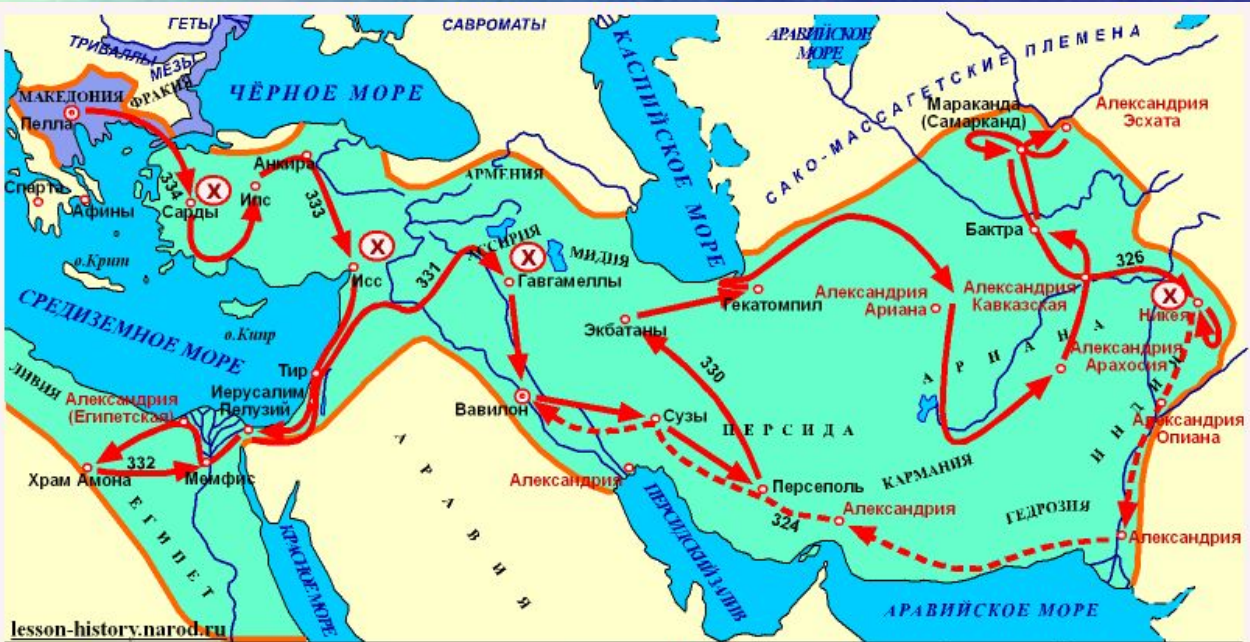 ГЕТЫ
САВРОМАТЫ
ТРИБАЛЛЫ
МЕЗЬ
ФРАКИЯ
МАКЕДОНИЯ
Пелла
ЧЁРНОЕ МОРЕ
КАСПИЙСКОЕ МОРЕ
АРАВИЙСКОЕ
МОРЕ
САКО-МАССАГЕТСКИЕ ПЛЕМЕНА
Мараканда
(Самарканд)
Александрия
Эсхата
Спарта
Афины
334
X
Сарды
Ипс
Анкира
333
X
Исс
АРМЕНИЯ
АССИРИЯ
МИДИЯ
331
X
Гавгамеллы
Бактра
326
X
Никея
о.Крит
СРЕДИЗЕМНОЕ МОРЕ
о.Кипр
Экбатаны
Гекатомпил
Александрия
Ариана
Александрия
Кавказская
АРИАНА
Александрия
Арахосия
ИНДИЯ
Александрия
Опиана
ЛИВИЯ
Тир
Иерусалим
Пелузий
Александрия
(Египетская)
Вавилон
Сузы
330
ПЕРСИДА
Храм Амона
332
Мемфис
ЕГИПЕТ
АРАВИЯ
Александрия
Персеполь
КАРМАНИЯ
324
Александрия
ГЕДРОЗИЯ
Александрия
КРАСНОЕ МОРЕ
ПЕРСИДСКИЙ ЗАЛИВ
АРАВИЙСКОЕ МОРЕ
lesson-history.narod.ru